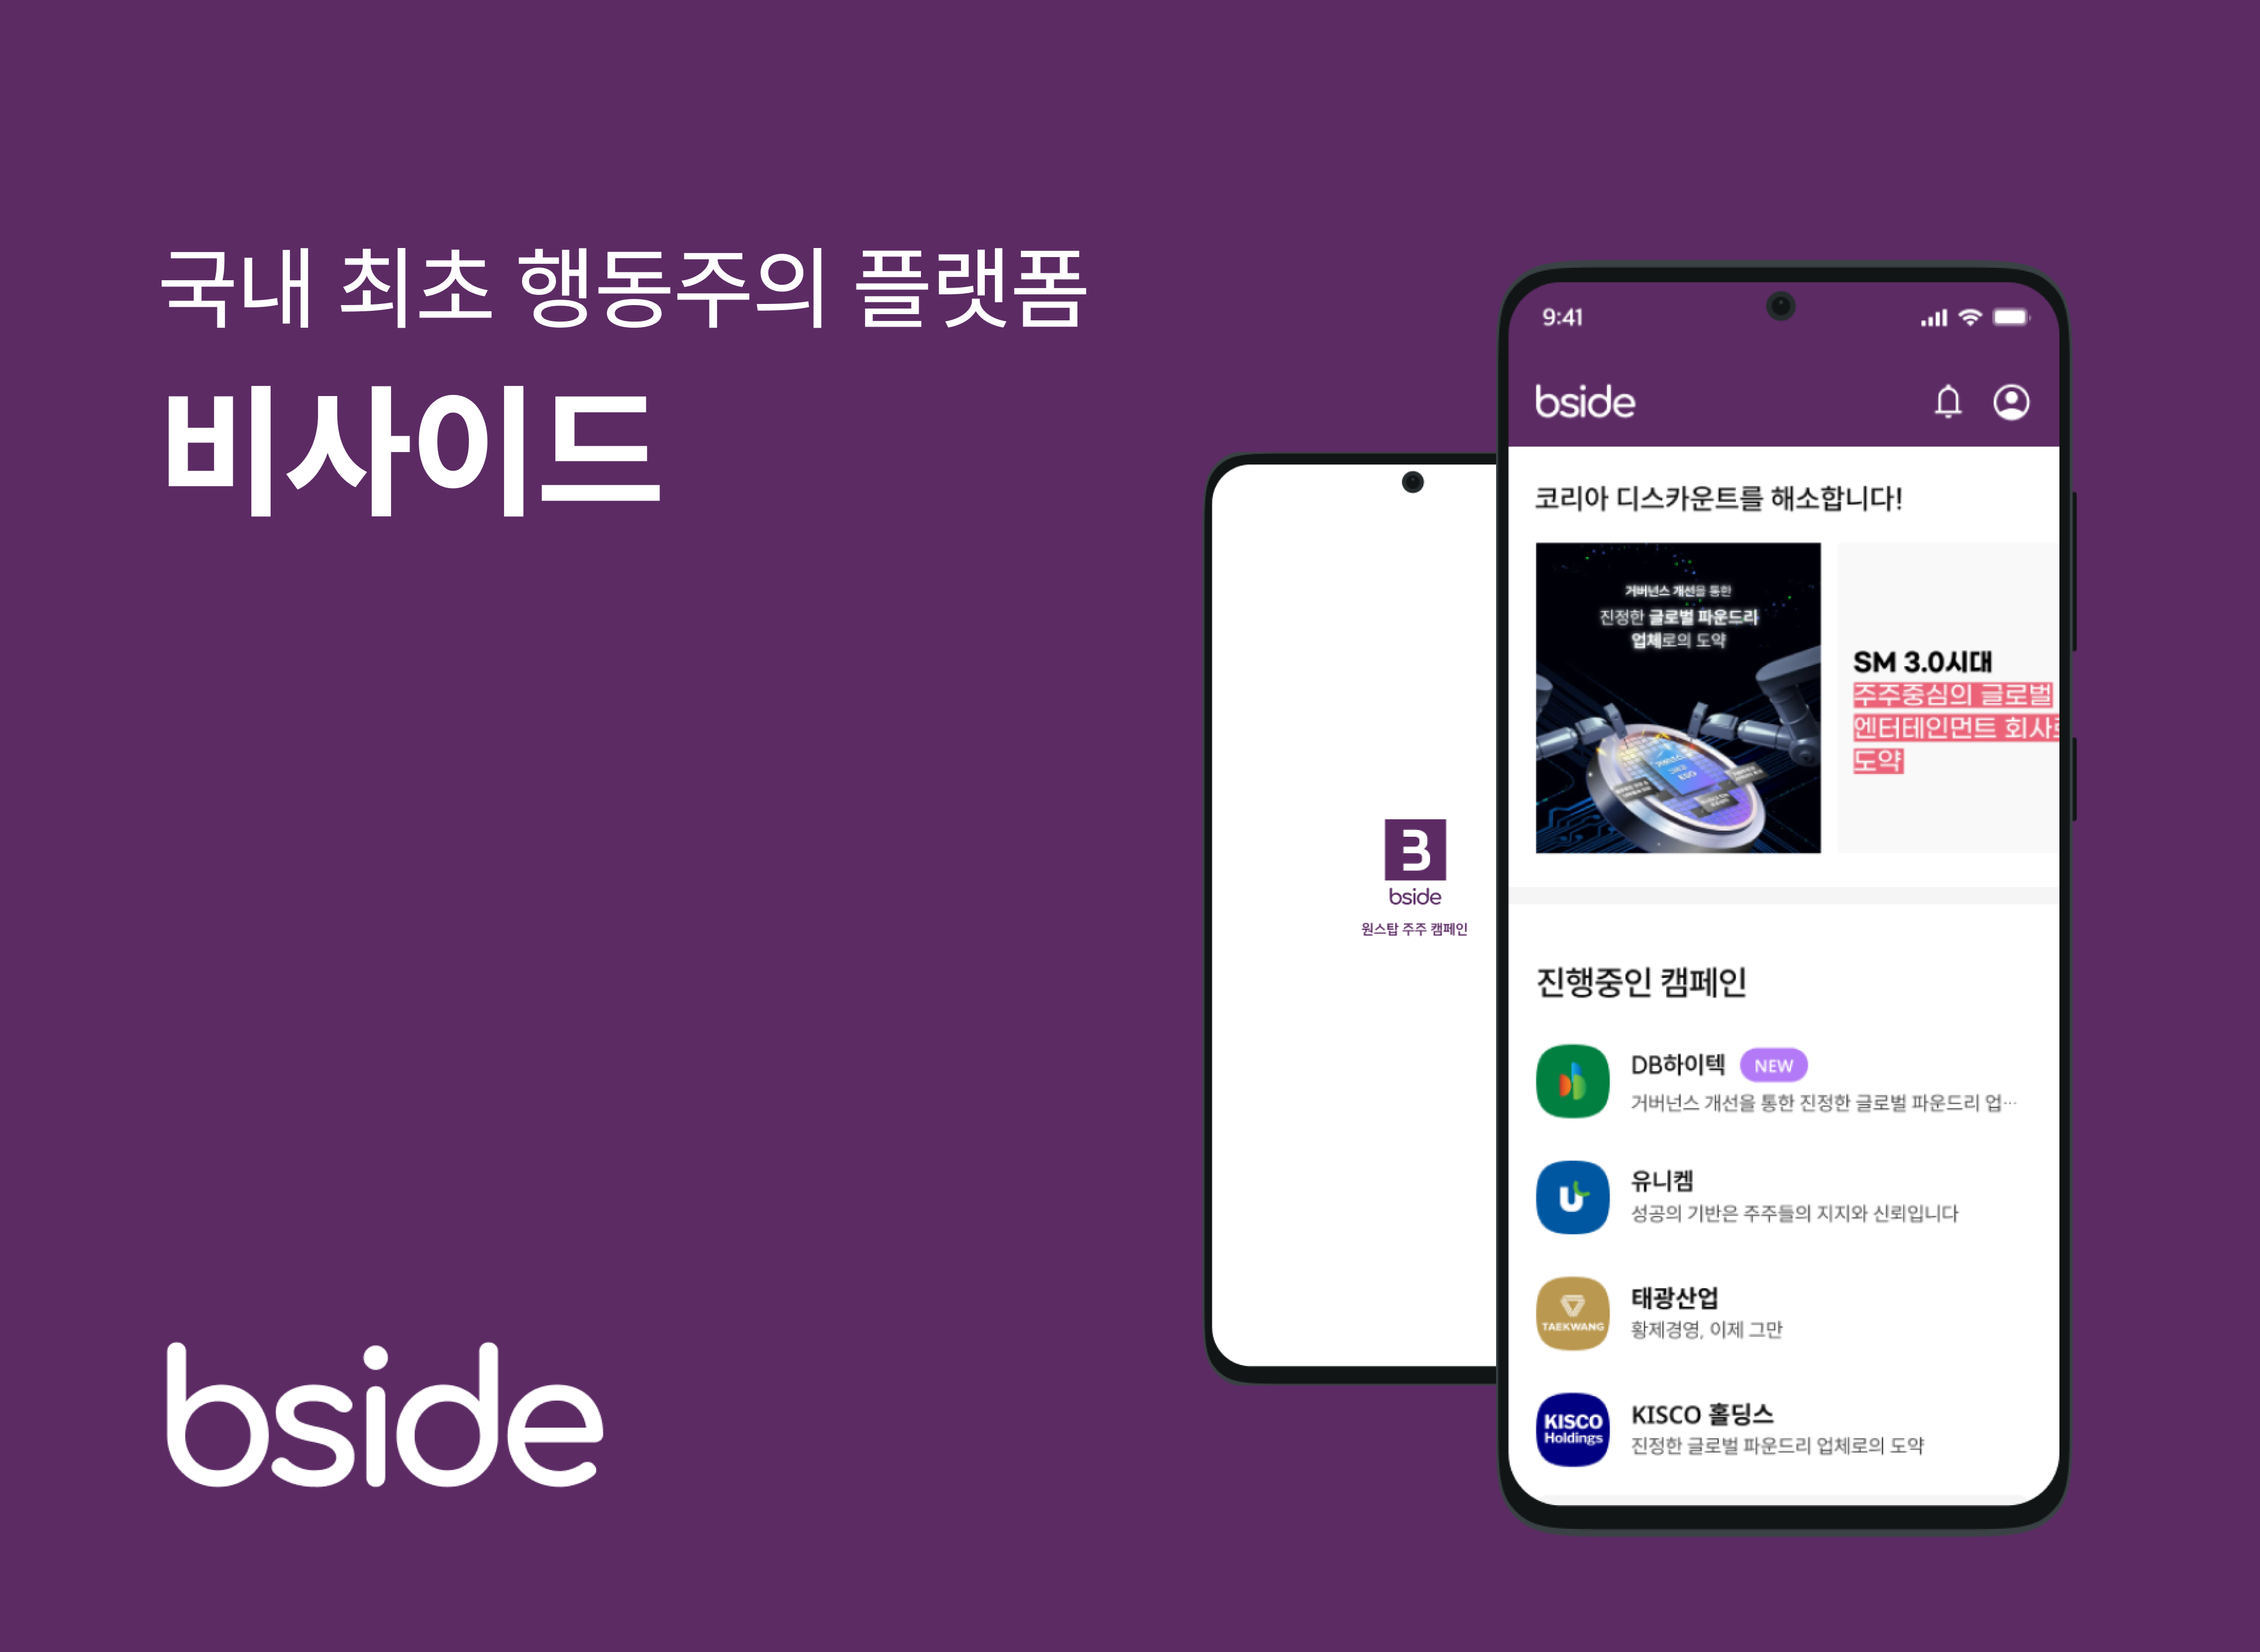 국내 최초 행동주의 플랫폼
비사이드
bside
B
bside
원스탑 주주 캠페인
9:41
bside
코리아 디스카운트를 해소합니다!
거버넌스 개선을 통한
진정한 글로벌 파운드리
업체로의 도약
ESG
SM 3.0시대
주주중심의 글로벌
엔터테인먼트 회사로
도약
진행중인 캠페인
DB하이텍 NEW
거버넌스 개선을 통한 진정한 글로벌 파운드리 업…
유니켐
성공의 기반은 주주들의 지지와 신뢰입니다
TAEKWANG
태광산업
황제경영, 이제 그만
KISCO
Holdings
KISCO 홀딩스
진정한 글로벌 파운드리 업체로의 도약